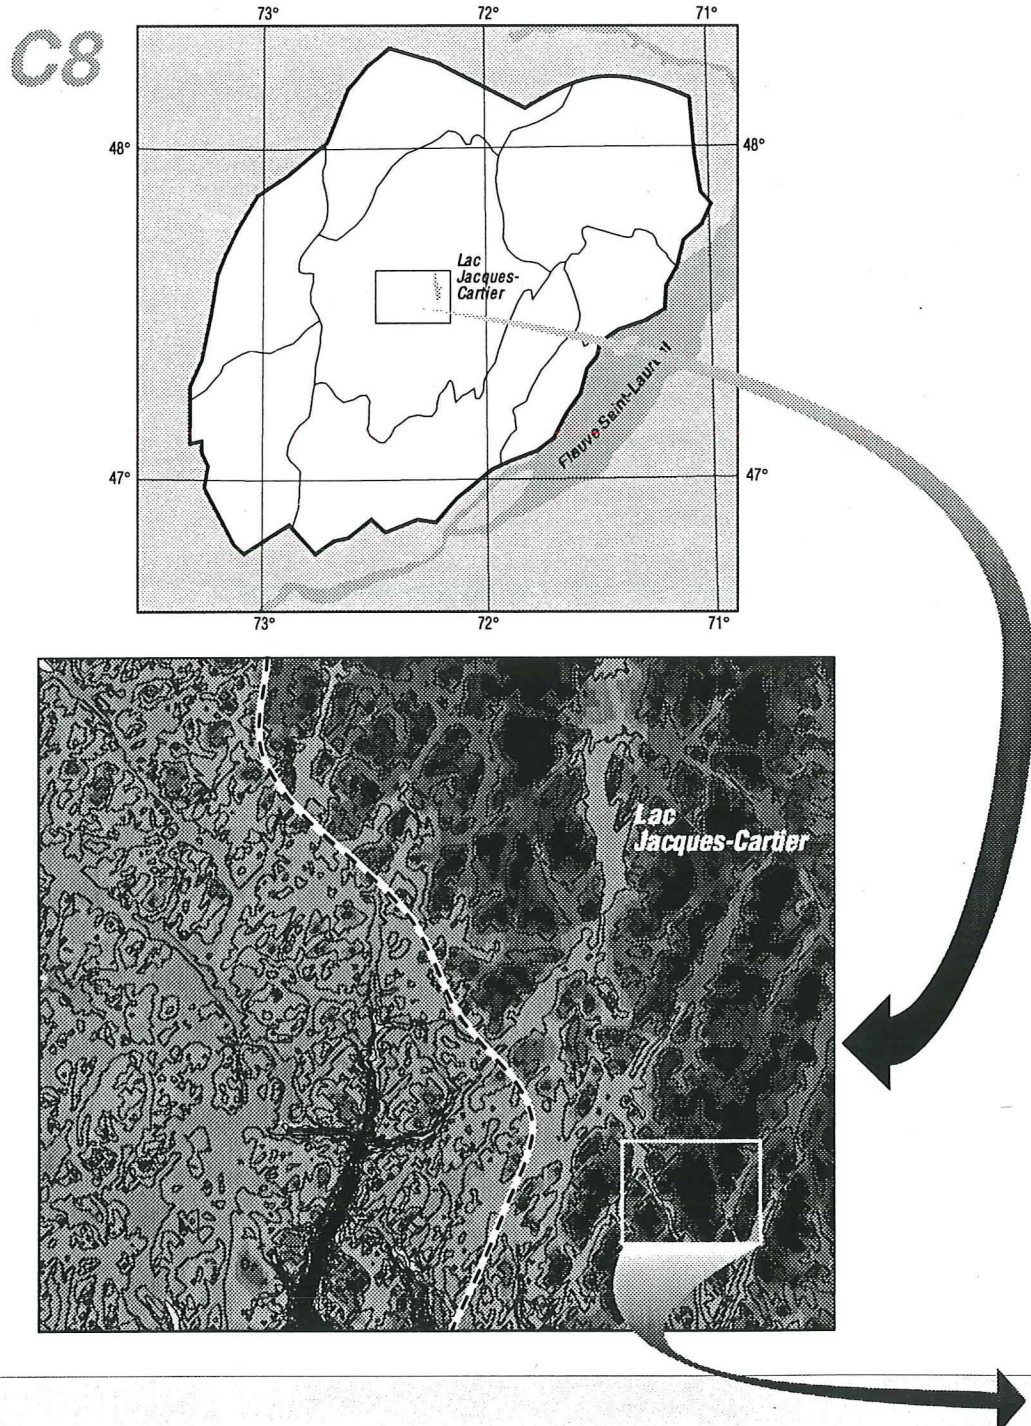 C8
73°
72°
71°
48°
48°
Lac
Jacques-
Cartier
Fleuve Saint-Laurent
47°
47°
73°
72°
71°
Lac
Jacques-Cartier